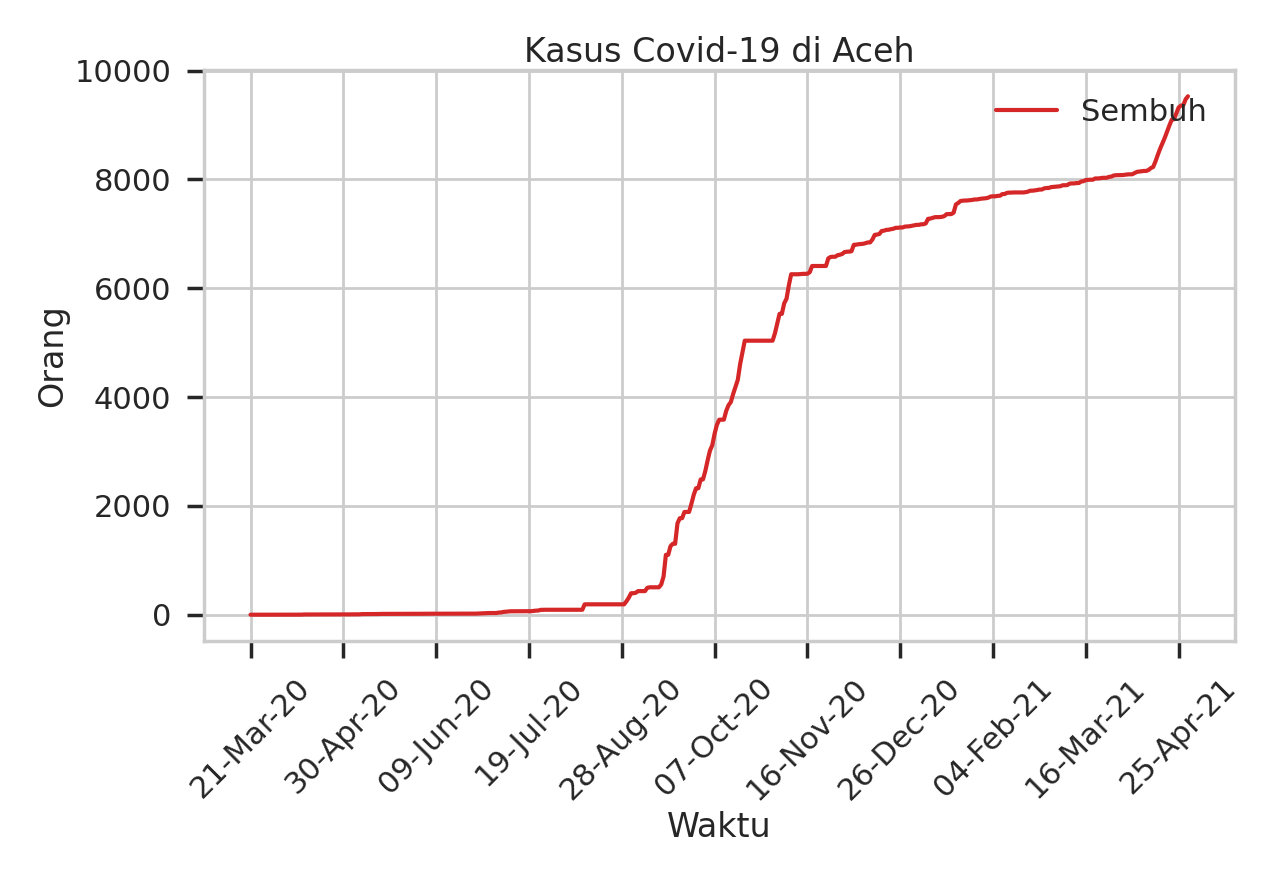 Kasus Covid-19 di Aceh
Sembuh
Orang
10000
8000
6000
4000
2000
0
21-Mar-20
30-Apr-20
09-Jun-20
19-Jul-20
28-Aug-20
07-Oct-20
16-Nov-20
26-Dec-20
04-Feb-21
16-Mar-21
25-Apr-21
Waktu